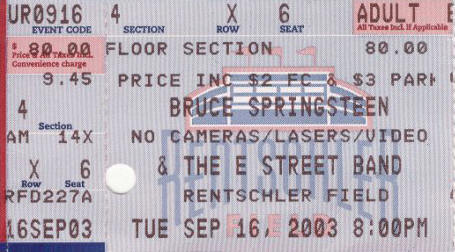 UR0916 4 X 6 ADULT
EVENT CODE SECTION ROW SEAT All Taxes Incl. If Applicable
$ 80.00 FLOOR SECTION 80.00
Price & All Taxes Incl.
Convenience charge
9.45 PRICE INC $2 FC & $3 PARK
4 BRUCE SPRINGSTEEN
Section
AM 14X NO CAMERAS/LASERS/VIDEO
X 6 & THE E STREET BAND
Row Seat
RFD227A RENTSCHLER FIELD
16SEP03 TUE SEP 16, 2003 8:00PM
RENTSCHLER
FIELD